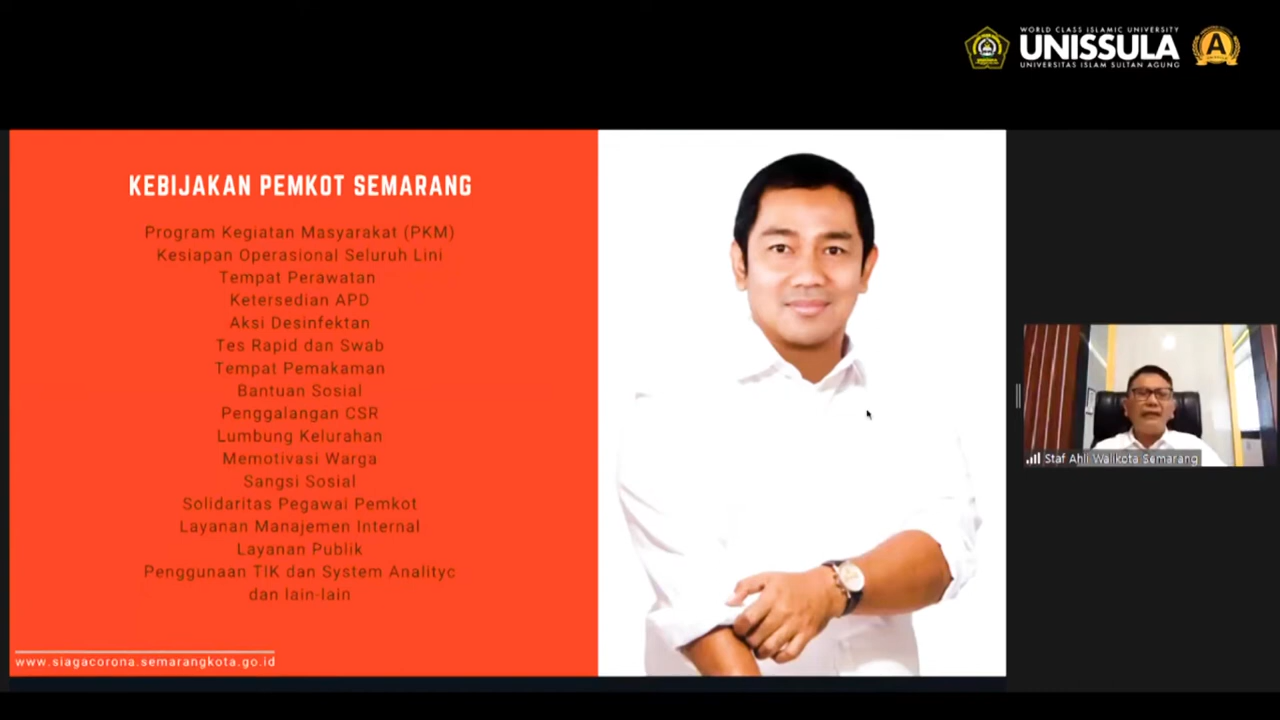 WORLD CLASS ISLAMIC UNIVERSITY
UNISSULA
UNIVERSITAS ISLAM SULTAN AGUNG
A
KEBIJAKAN PEMKOT SEMARANG
Program Kegiatan Masyarakat (PKM)
Kesiapan Operasional Seluruh Lini
Tempat Perawatan
Ketersedian APD
Aksi Desinfektan
Tes Rapid dan Swab
Tempat Pemakaman
Bantuan Sosial
Penggalangan CSR
Lumbung Kelurahan
Memotivasi Warga
Sangsi Sosial
Solidaritas Pegawai Pemkot
Layanan Manajemen Internal
Layanan Publik
Penggunaan TIK dan System Analityc
dan lain-lain
www.siagacorona.semarangkota.go.id
Staf Ahli Walikota Semarang